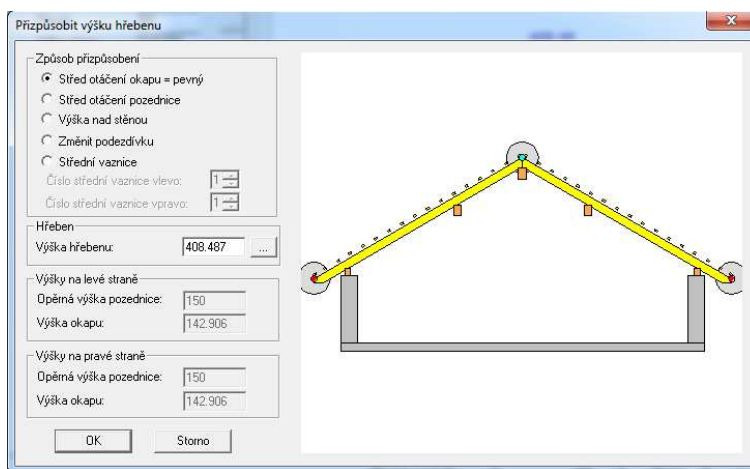 Přizpůsobit výšku hřebenu
Způsob přizpůsobení
Střed otáčení okapu = pevný
Střed otáčení pozednice
Výška nad stěnou
Změnit podezdívku
Střední vaznice
Číslo střední vaznice vlevo: 1
Číslo střední vaznice vpravo: 1
Hřeben
Výška hřebenu: 408.487 ...
Výšky na levé straně
Opěrná výška pozednice: 150
Výška okapu: 142.906
Výšky na pravé straně
Opěrná výška pozednice: 150
Výška okapu: 142.906
OK Storno